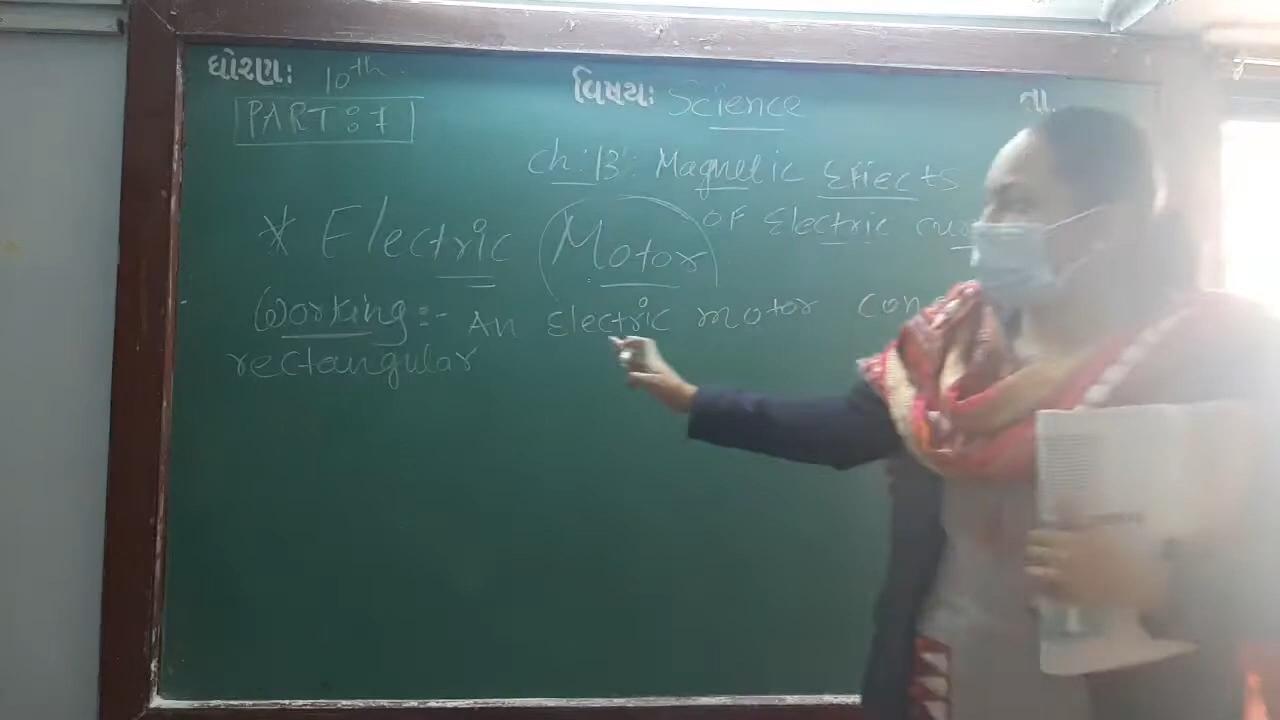 ધોરણ: 10th વિષય: Science તા.
PART : 7
Ch : 13 : Magnetic Effects
OF Electric
* Electric Motor
Working :- An Electric motor
rectangular